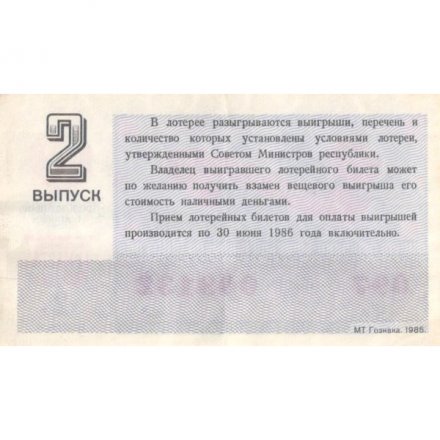 2
ВЫПУСК
В лотерее разыгрываются выигрыши, перечень и
количество которых установлены условиями лотереи,
утвержденными Советом Министров республики.
Владелец выигравшего лотерейного билета может
по желанию получить взамен вещевого выигрыша его
стоимость наличными деньгами.
Прием лотерейных билетов для оплаты выигрышей
производится по 30 июня 1986 года включительно.
МТ Гознака. 1985.